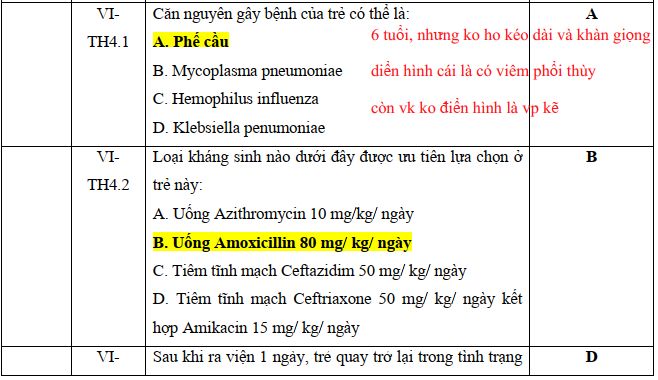 VI-
TH4.1
Căn nguyên gây bệnh của trẻ có thể là:
A
A. Phế cầu
6 tuổi, nhưng ko ho kéo dài và khàn giọng
B. Mycoplasma pneumoniae
diển hình cái là có viêm phổi thùy
C. Hemophilus influenza
còn vk ko điển hình là vp kẽ
D. Klebsiella penumoniae
VI-
TH4.2
Loại kháng sinh nào dưới đây được ưu tiên lựa chọn ở
trẻ này:
B
A. Uống Azithromycin 10 mg/kg/ ngày
B. Uống Amoxicillin 80 mg/ kg/ ngày
C. Tiêm tĩnh mạch Ceftazidim 50 mg/ kg/ ngày
D. Tiêm tĩnh mạch Ceftriaxone 50 mg/ kg/ ngày kết
hợp Amikacin 15 mg/ kg/ ngày
VI-
Sau khi ra viện 1 ngày, trẻ quay trở lại trong tình trạng
D